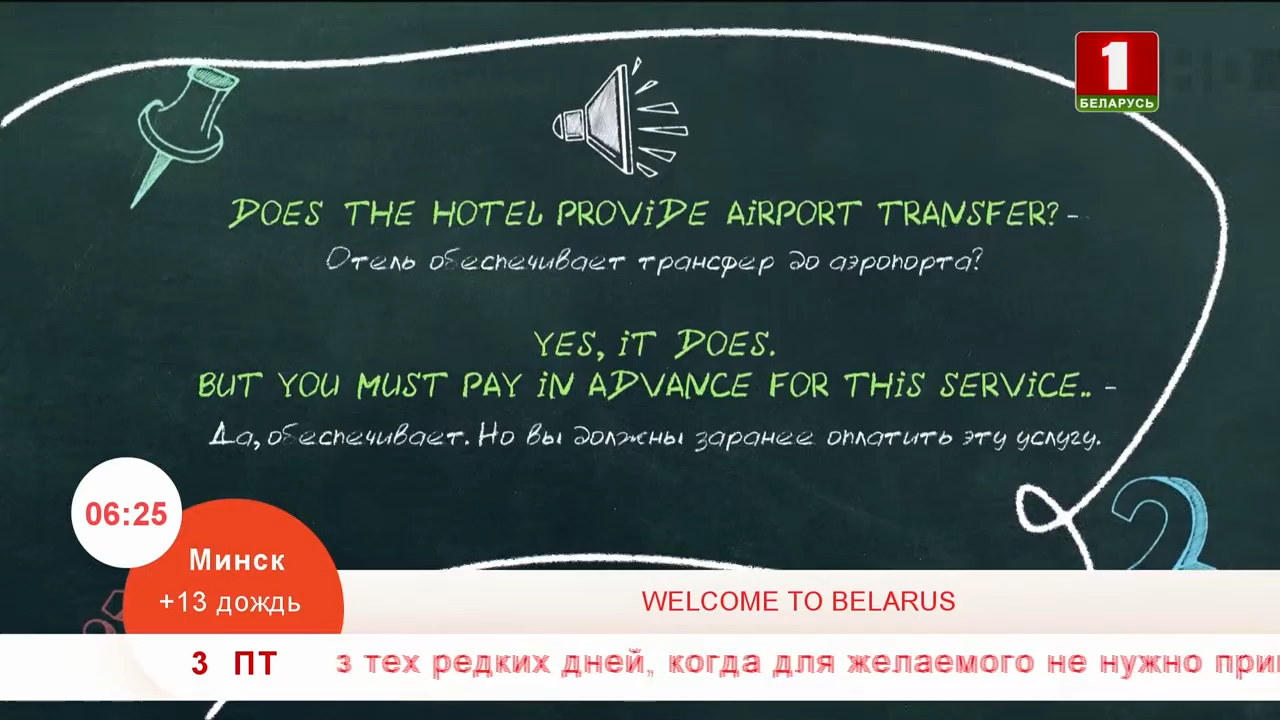 1
БЕЛАРУСЬ
DOES THE HOTEL PROVIDE AIRPORT TRANSFER? -
Отель обеспечивает трансфер до аэропорта?
YES, IT DOES.
BUT YOU MUST PAY IN ADVANCE FOR THIS SERVICE.. -
Да, обеспечивает. Но вы должны заранее оплатить эту услугу.
2
06:25
Минск
+13 дождь
WELCOME TO BELARUS
3 ПТ
з тех редких дней, когда для желаемого не нужно